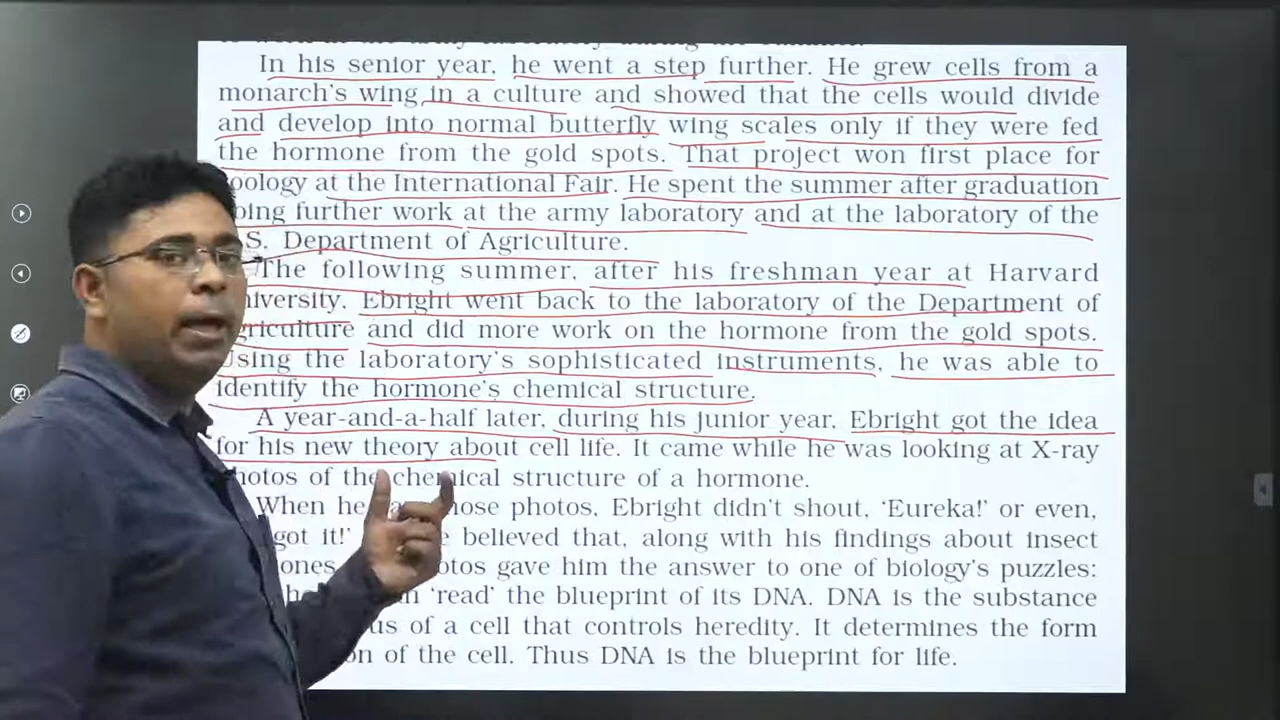 In his senior year, he went a step further. He grew cells from a
monarch's wing in a culture and showed that the cells would divide
and develop into normal butterfly wing scales only if they were fed
the hormone from the gold spots. That project won first place for
oology at the International Fair. He spent the summer after graduation
oing further work at the army laboratory and at the laboratory of the
S. Department of Agriculture.
The following summer, after his freshman year at Harvard
niversity, Ebright went back to the laboratory of the Department of
griculture and did more work on the hormone from the gold spots.
Using the laboratory's sophisticated instruments, he was able to
identify the hormone's chemical structure.
A year-and-a-half later, during his junior year, Ebright got the idea
for his new theory about cell life. It came while he was looking at X-ray
hotos of the chemical structure of a hormone.
When he those photos, Ebright didn't shout, 'Eureka!' or even,
got it!' believed that, along with his findings about insect
ones otos gave him the answer to one of biology's puzzles:
'read' the blueprint of its DNA. DNA is the substance
us of a cell that controls heredity. It determines the form
on of the cell. Thus DNA is the blueprint for life.